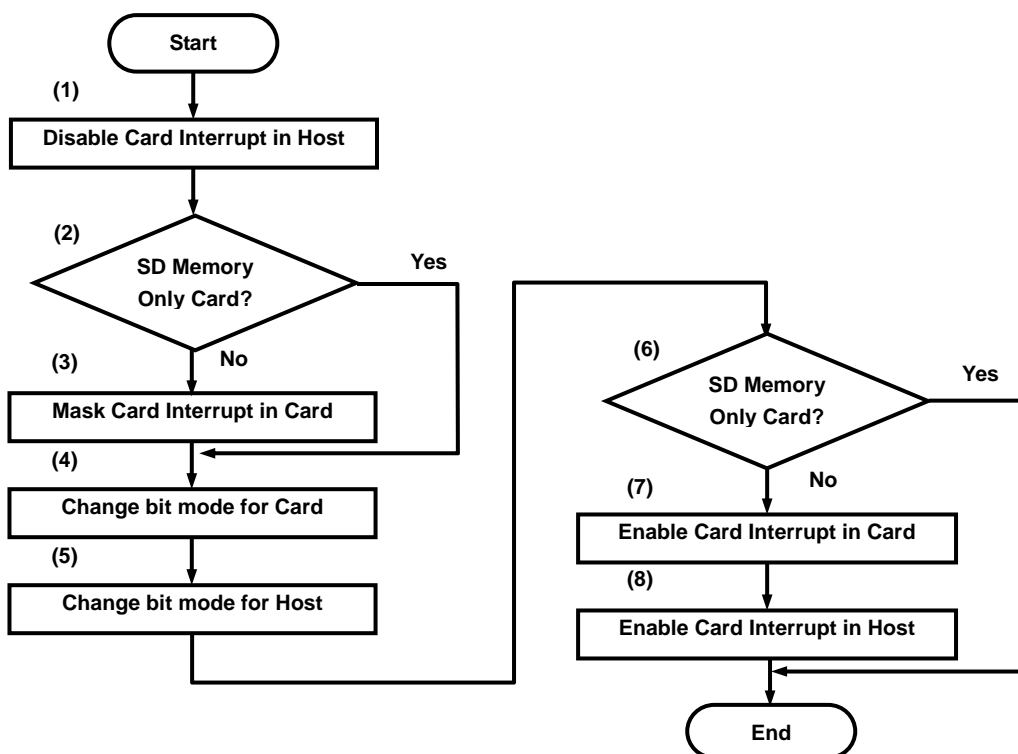 Start
(1)
Disable Card Interrupt in Host
(2)
SD Memory
Only Card?
Yes
No
(3)
Mask Card Interrupt in Card
(4)
Change bit mode for Card
(5)
Change bit mode for Host
(6)
SD Memory
Only Card?
Yes
No
(7)
Enable Card Interrupt in Card
(8)
Enable Card Interrupt in Host
End